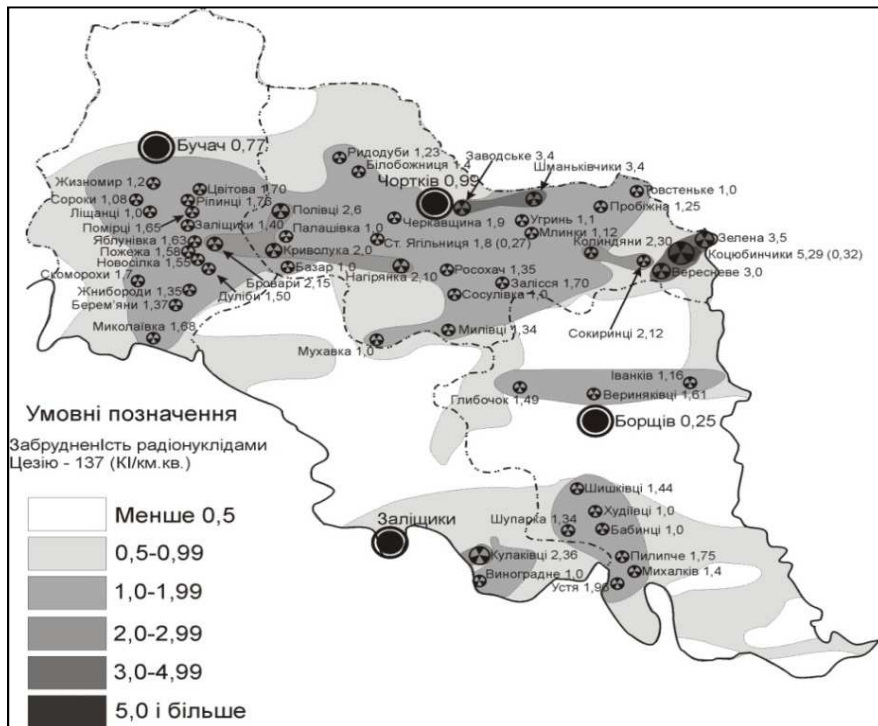 Бучач 0,77
Ридодуби 1,23
Білобожниця 1,4
Заводське 3,4
Шманьківчики 3,4
Чортків 0,99
Жизномир 1,2
Цвітова 1,70
Сороки 1,08
Ріпинці 1,76
Ліщанці 1,0
Помірці 1,65
Заліщики 1,40
Яблунівка 1,63
Пожежа 1,58
Новосілка 1,55
Скоморохи 1,7
Жнибороди 1,35
Берем'яни 1,37
Миколаївка 1,68
Дуліби 1,50
Бровари 2,15
Полівці 2,6
Палашівка 1,0
Криволука 2,0
Базар 1,0
Черкавщина 1,9
Ст. Ягільниця 1,8 (0,27)
Нагірянка 2,10
Росохач 1,35
Залісся 1,70
Сосулівка 1,0
Милівці 1,34
Мухавка 1,0
Товстеньке 1,0
Пробіжна 1,25
Угринь 1,1
Млинки 1,12
Колиндяни 2,30
Зелена 3,5
Коцюбинчики 5,29 (0,32)
Вересневе 3,0
Сокиринці 2,12
Іванків 1,16
Глибочок 1,49
Вериняківці 1,61
Борщів 0,25
Умовні позначення
Забрудненість радіонуклідами
Цезію - 137 (КІ/км.кв.)
Менше 0,5
0,5-0,99
1,0-1,99
2,0-2,99
3,0-4,99
5,0 і більше
Заліщики
Шишківці 1,44
Худіївці 1,0
Шупарка 1,34
Бабинці 1,0
Кулаківці 2,36
Пилипче 1,75
Виноградне 1,0
Михалків 1,4
Устя 1,96